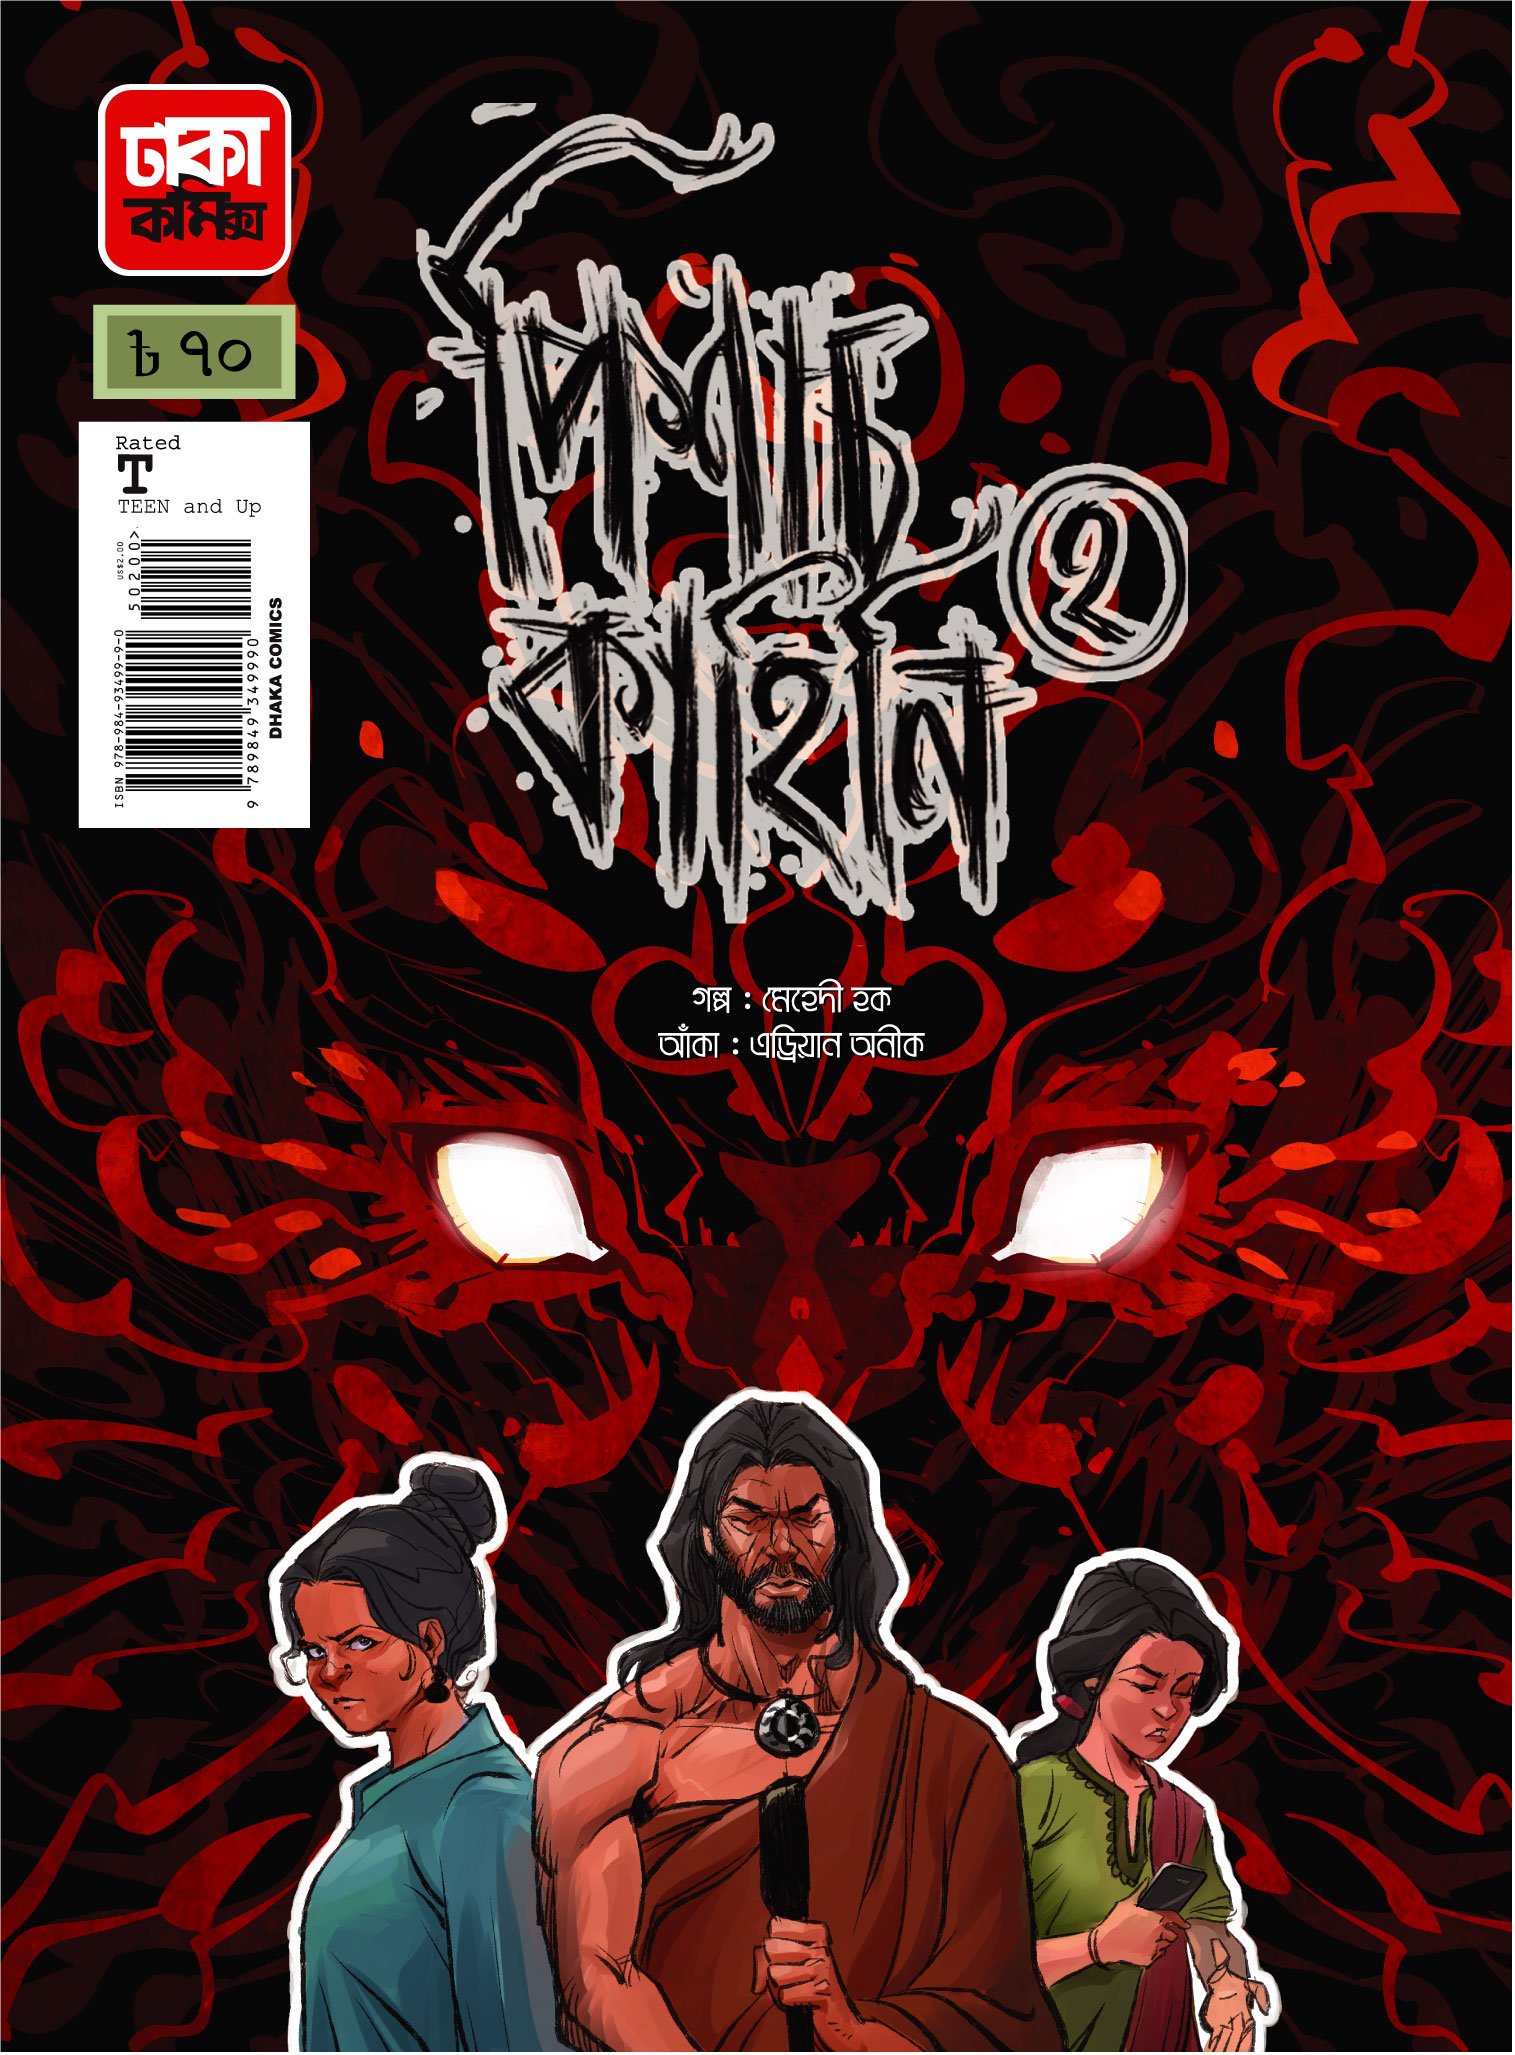 ঢাকা
কমিক্স
৳ ৭০
Rated
T
TEEN and Up
US$2.00
50200>
ISBN 978-984-93499-9-0
9 789849 349990
DHAKA COMICS
পিশাচ
কাহিনি ২
গল্প : মেহেদী হক
আঁকা : এড্রিয়ান অনীক